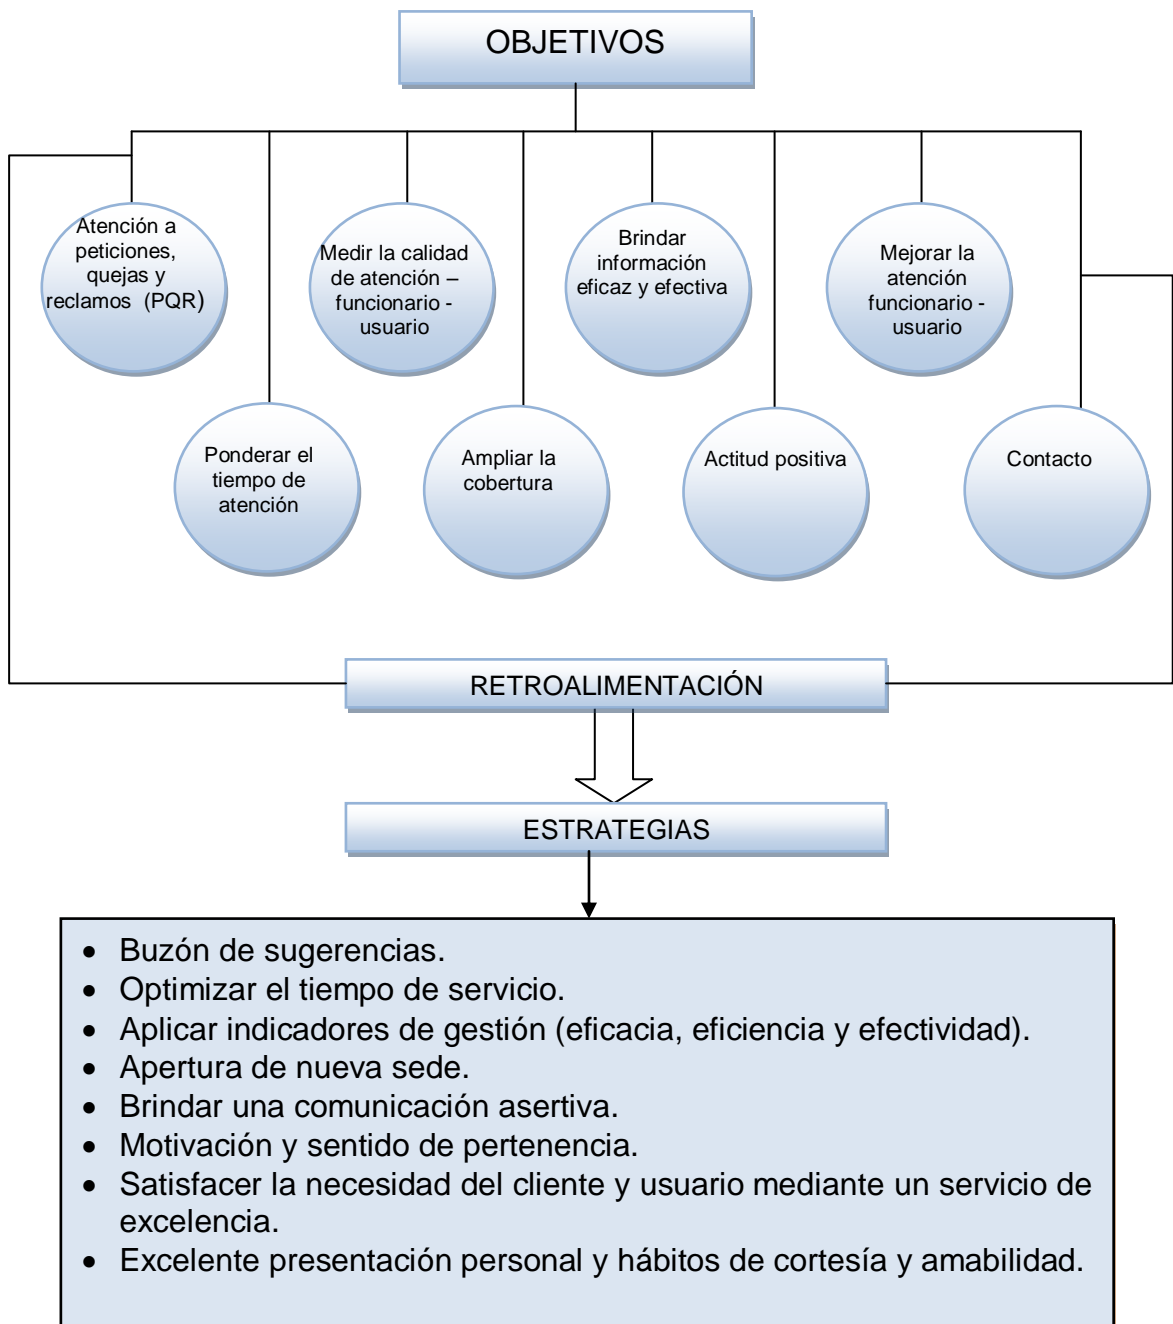 OBJETIVOS
Atención a
peticiones,
quejas y
reclamos (PQR)
Medir la calidad
de atención –
funcionario -
usuario
Brindar
información
eficaz y efectiva
Mejorar la
atención
funcionario -
usuario
Ponderar el
tiempo de
atención
Ampliar la
cobertura
Actitud positiva
Contacto
RETROALIMENTACIÓN
ESTRATEGIAS
• Buzón de sugerencias.
• Optimizar el tiempo de servicio.
• Aplicar indicadores de gestión (eficacia, eficiencia y efectividad).
• Apertura de nueva sede.
• Brindar una comunicación asertiva.
• Motivación y sentido de pertenencia.
• Satisfacer la necesidad del cliente y usuario mediante un servicio de
excelencia.
• Excelente presentación personal y hábitos de cortesía y amabilidad.